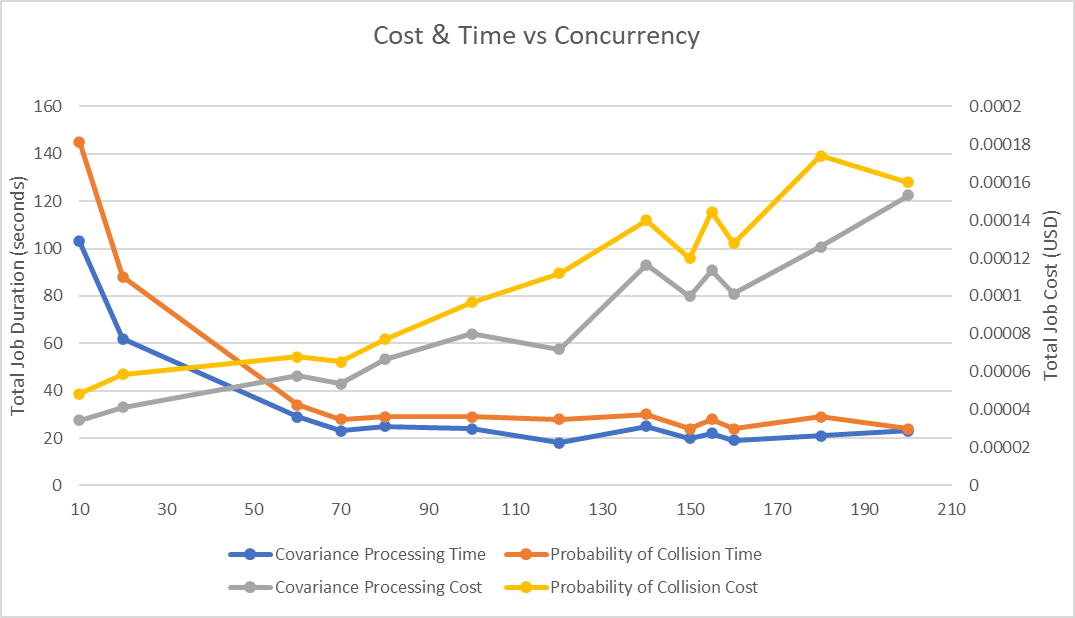 Cost & Time vs Concurrency
160 0.0002
140 0.00018
120 0.00016
100 0.00014
80 0.00012
60 0.0001
40 0.00008
20 0.00006
0 0.00004
0.00002
0
Total Job Duration (seconds)
Total Job Cost (USD)
10 30 50 70 90 110 130 150 170 190 210
Covariance Processing Time Probability of Collision Time
Covariance Processing Cost Probability of Collision Cost